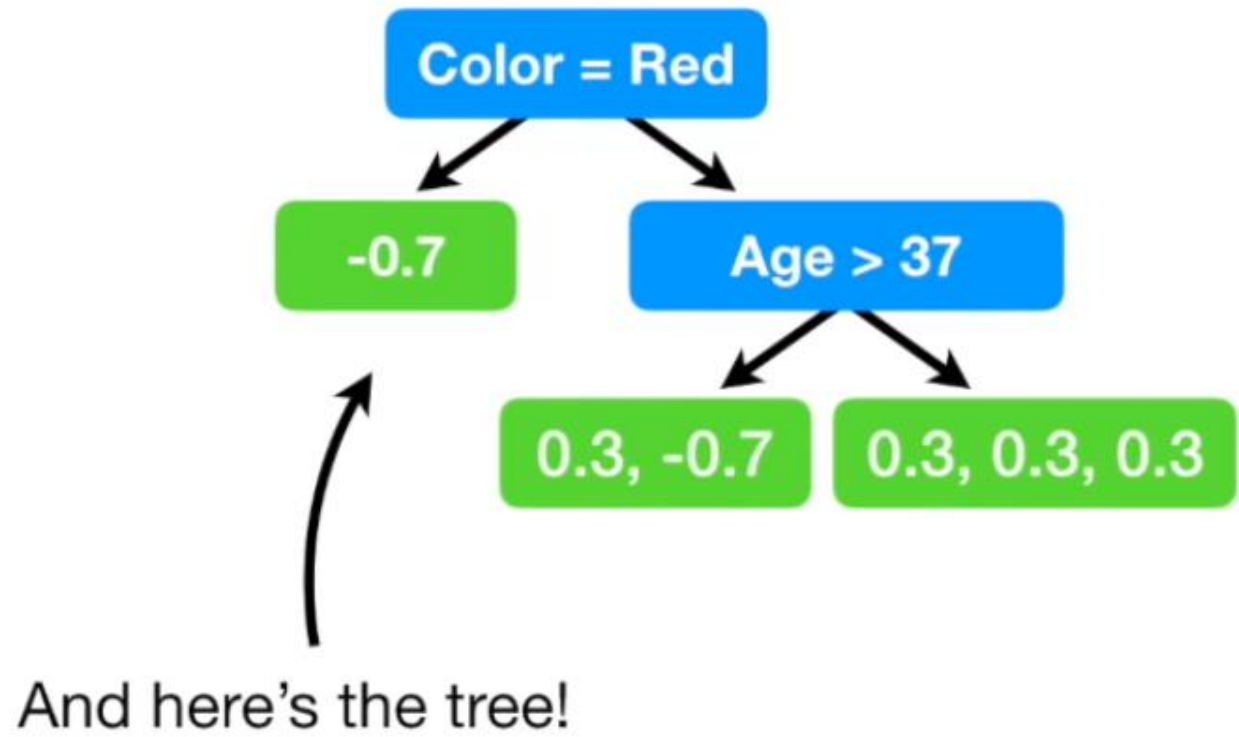 Color = Red
-0.7
Age > 37
0.3, -0.7
0.3, 0.3, 0.3
And here’s the tree!